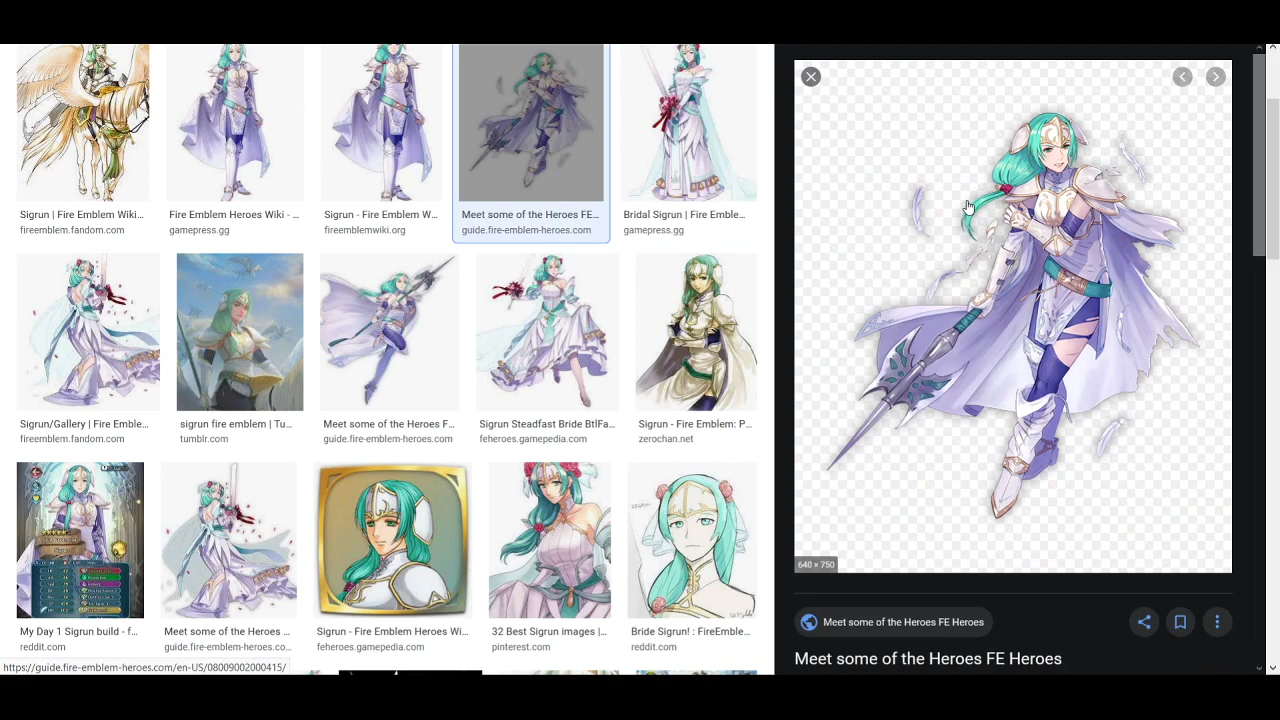 Sigrun | Fire Emblem Wiki...
fireemblem.fandom.com
Fire Emblem Heroes Wiki - ...
gamepress.gg
Sigrun - Fire Emblem W...
fireemblemwiki.org
Meet some of the Heroes FE...
guide.fire-emblem-heroes.com
Bridal Sigrun | Fire Emble...
gamepress.gg
Sigrun/Gallery | Fire Emble...
fireemblem.fandom.com
sigrun fire emblem | Tu...
tumblr.com
Meet some of the Heroes F...
guide.fire-emblem-heroes.com
Sigrun Steadfast Bride BtlFa...
feheroes.gamepedia.com
Sigrun - Fire Emblem: P...
zerochan.net
My Day 1 Sigrun build - f...
reddit.com
Meet some of the Heroes ...
guide.fire-emblem-heroes.co...
Sigrun - Fire Emblem Heroes Wi...
feheroes.gamepedia.com
32 Best Sigrun images |...
pinterest.com
Bride Sigrun! : FireEmble...
reddit.com
https://guide.fire-emblem-heroes.com/en-US/08009002000415/
640 × 750
Meet some of the Heroes FE Heroes
Meet some of the Heroes FE Heroes